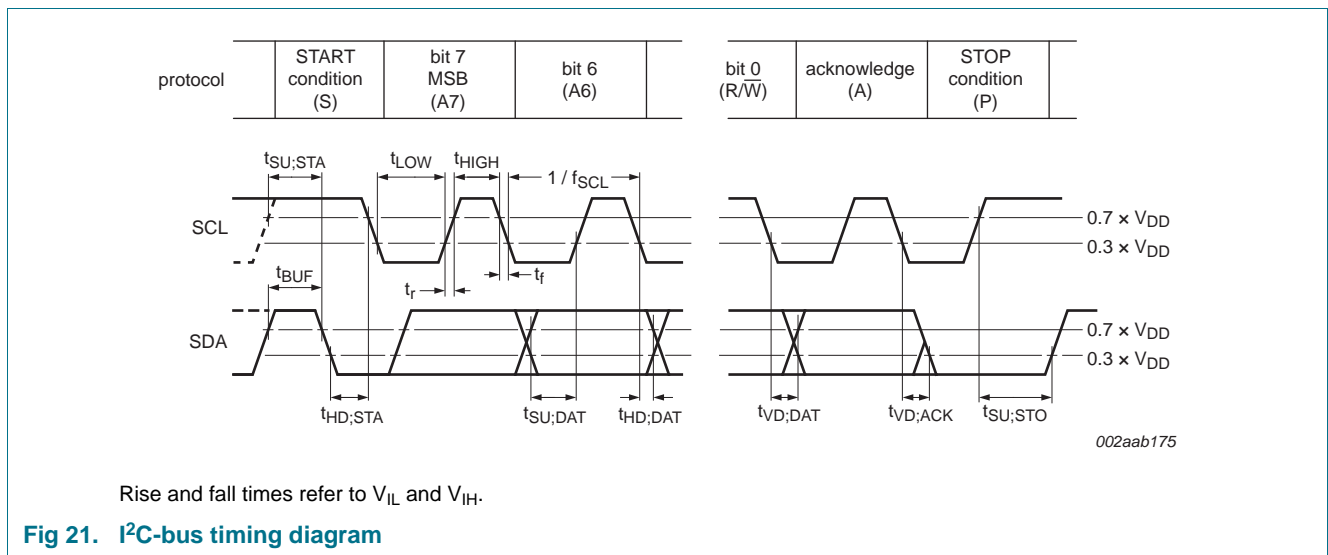 protocol
START
condition
(S)
bit 7
MSB
(A7)
bit 6
(A6)
bit 0
(R/W̅)
acknowledge
(A)
STOP
condition
(P)
tSU;STA
tLOW
tHIGH
1 / fSCL
SCL
0.7 × VDD
0.3 × VDD
tBUF
tr
tf
SDA
0.7 × VDD
0.3 × VDD
tHD;STA
tSU;DAT
tHD;DAT
tVD;DAT
tVD;ACK
tSU;STO
002aab175
Rise and fall times refer to VIL and VIH.
Fig 21. I²C-bus timing diagram